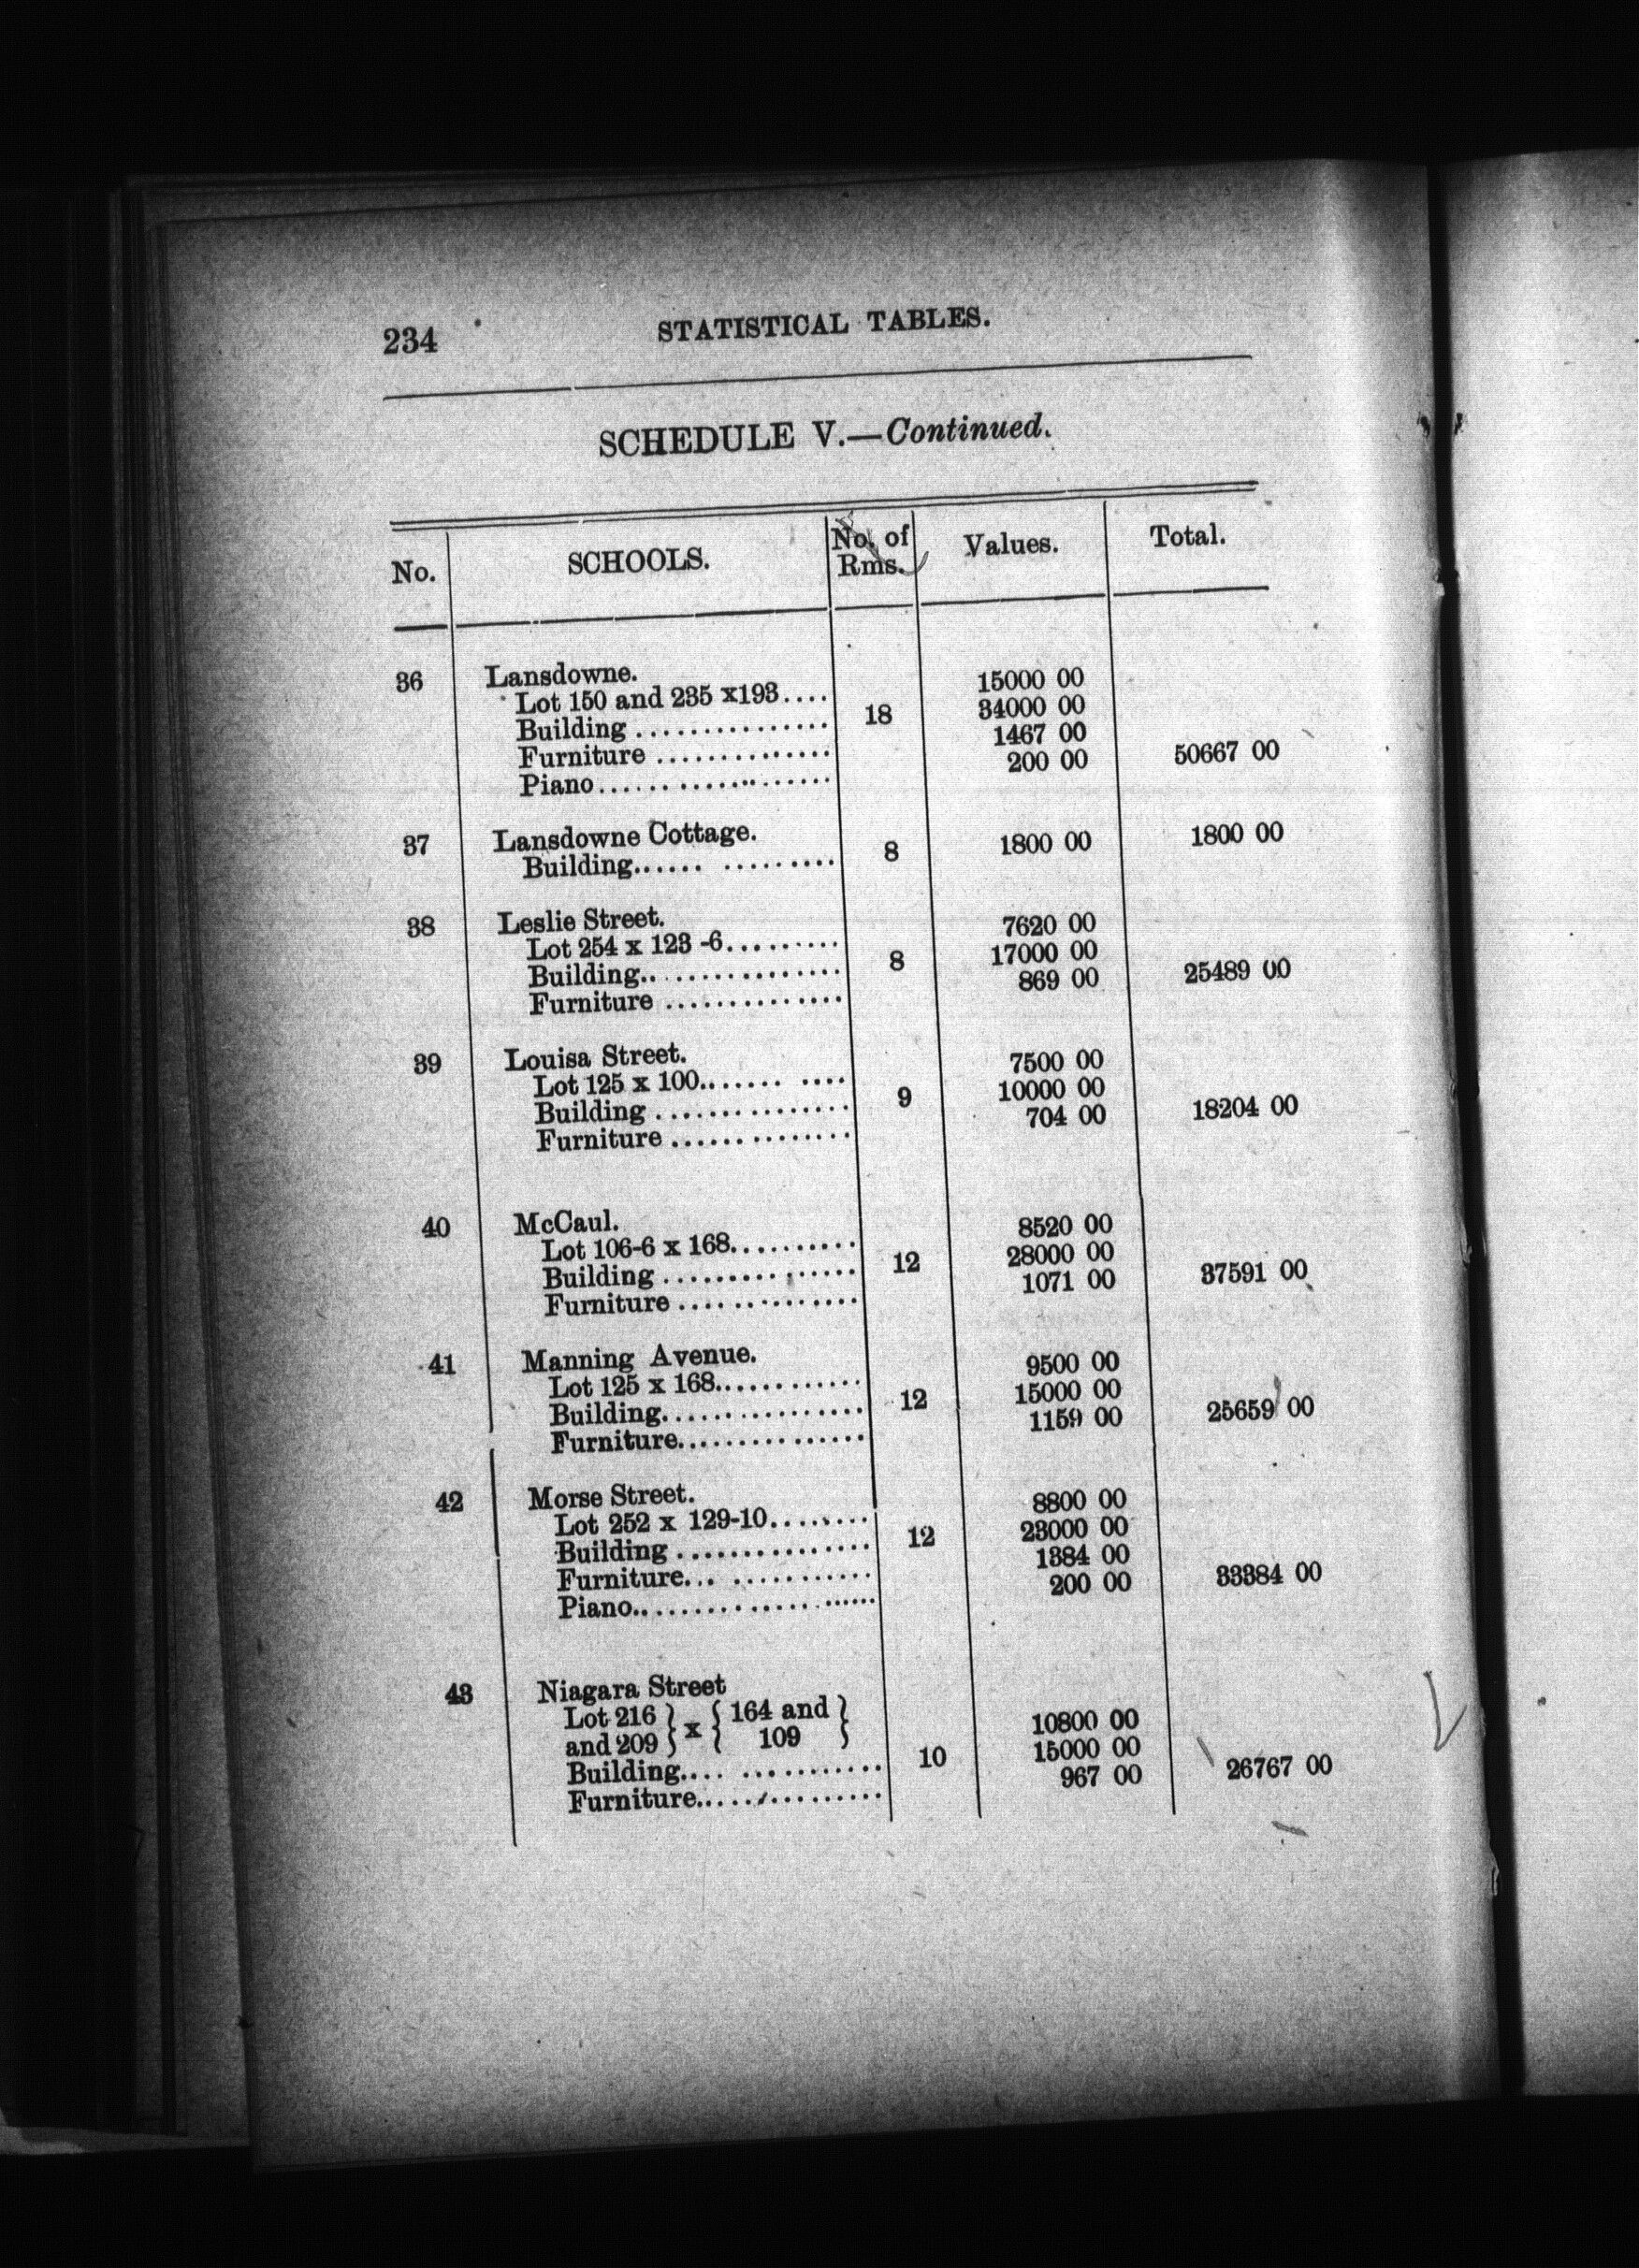 234 STATISTICAL TABLES.
SCHEDULE V.—Continued.
No. SCHOOLS. No. of Rms. Values. Total.
36 Lansdowne.
Lot 150 and 235 x193.... 15000 00
Building .............. 18 34000 00
Furniture .............. 1467 00
Piano.................. 200 00 50667 00
37 Lansdowne Cottage.
Building...... ......... 8 1800 00 1800 00
38 Leslie Street.
Lot 254 x 123 -6......... 7620 00
Building................ 8 17000 00
Furniture .............. 869 00 25489 00
39 Louisa Street.
Lot 125 x 100....... .... 7500 00
Building ............... 9 10000 00
Furniture .............. 704 00 18204 00
40 McCaul.
Lot 106-6 x 168.......... 8520 00
Building ............... 12 28000 00
Furniture .............. 1071 00 37591 00
41 Manning Avenue.
Lot 125 x 168............ 9500 00
Building................ 12 15000 00
Furniture............... 1159 00 25659 00
42 Morse Street.
Lot 252 x 129-10........ 8800 00
Building ............... 12 23000 00
Furniture... ........... 1384 00
Piano................... 200 00 33384 00
43 Niagara Street
Lot 216 } x { 164 and } 10800 00
and 209 } { 109 }
Building.... ........... 10 15000 00
Furniture............... 967 00 26767 00